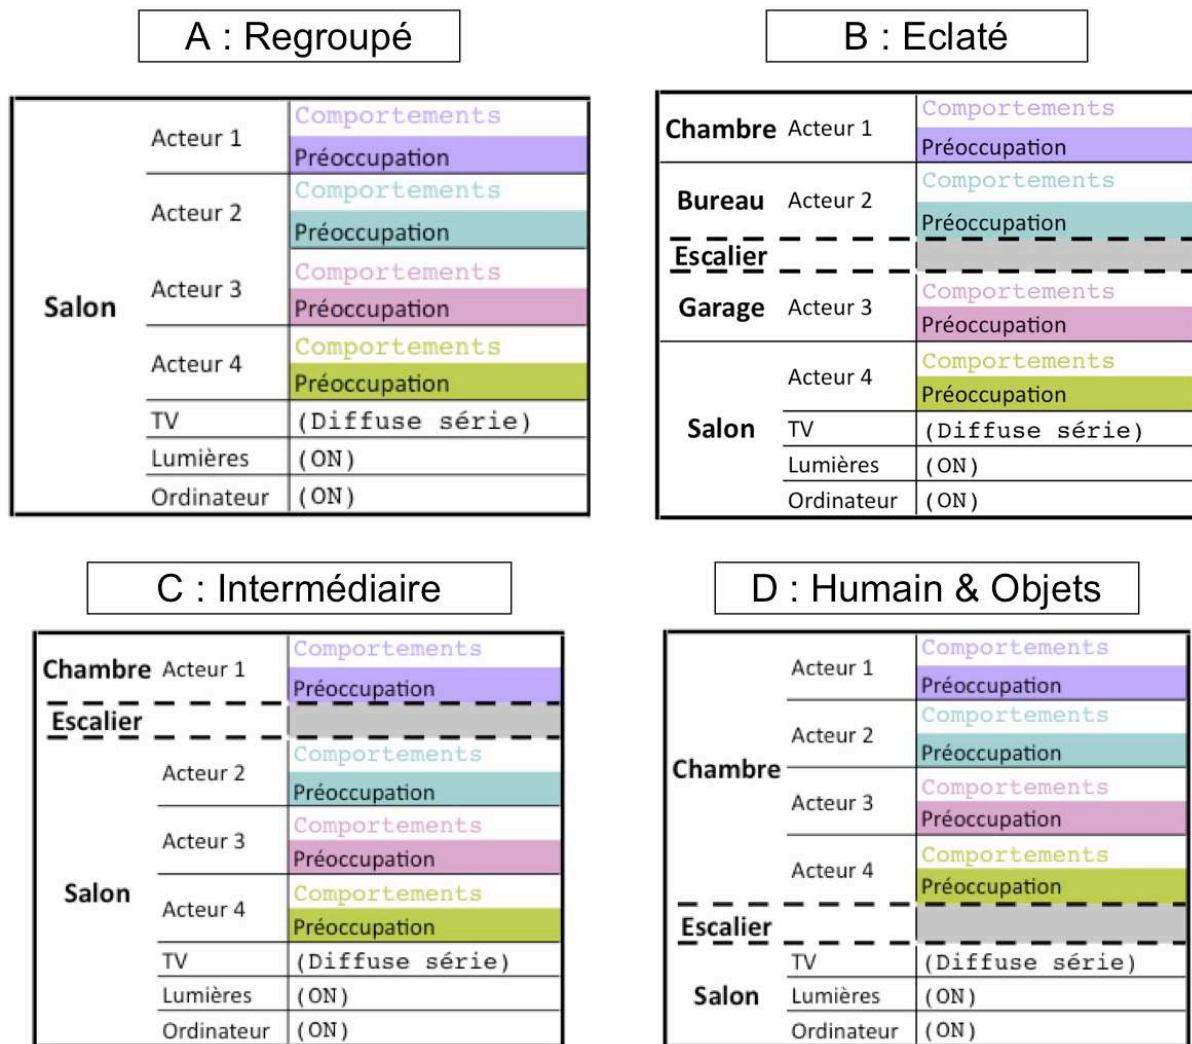 A : Regroupé
Salon
Acteur 1
Comportements
Préoccupation
Acteur 2
Comportements
Préoccupation
Acteur 3
Comportements
Préoccupation
Acteur 4
Comportements
Préoccupation
TV (Diffuse série)
Lumières (ON)
Ordinateur (ON)
B : Eclaté
Chambre Acteur 1
Comportements
Préoccupation
Bureau Acteur 2
Comportements
Préoccupation
Escalier
Garage Acteur 3
Comportements
Préoccupation
Salon
Acteur 4
Comportements
Préoccupation
TV (Diffuse série)
Lumières (ON)
Ordinateur (ON)
C : Intermédiaire
Chambre Acteur 1
Comportements
Préoccupation
Escalier
Salon
Acteur 2
Comportements
Préoccupation
Acteur 3
Comportements
Préoccupation
Acteur 4
Comportements
Préoccupation
TV (Diffuse série)
Lumières (ON)
Ordinateur (ON)
D : Humain & Objets
Chambre
Acteur 1
Comportements
Préoccupation
Acteur 2
Comportements
Préoccupation
Acteur 3
Comportements
Préoccupation
Acteur 4
Comportements
Préoccupation
Escalier
Salon
TV (Diffuse série)
Lumières (ON)
Ordinateur (ON)